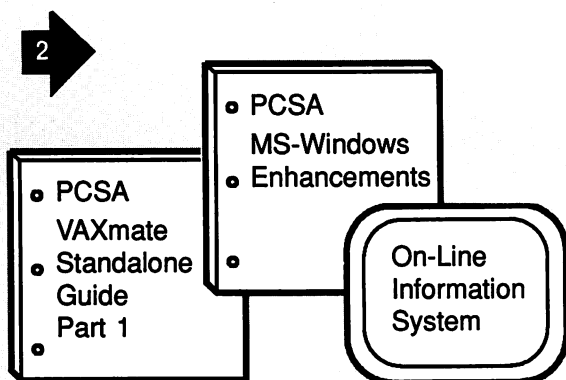 2
PCSA
MS-Windows
Enhancements
PCSA
VAXmate
Standalone
Guide
Part 1
On-Line
Information
System